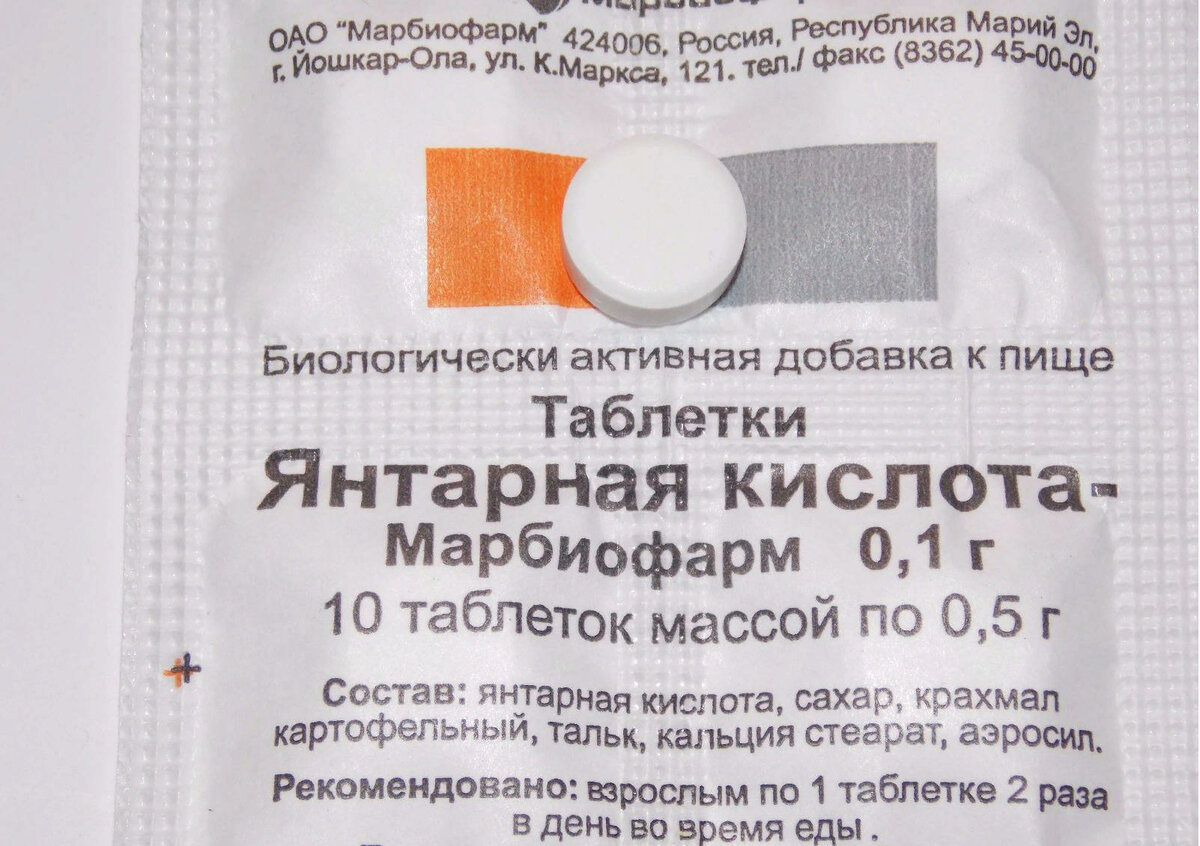 ОАО "Марбиофарм" 424006, Россия, Республика Марий Эл,
г. Йошкар-Ола, ул. К.Маркса, 121. тел./ факс (8362) 45-00-00
Биологически активная добавка к пище
Таблетки
Янтарная кислота-
Марбиофарм 0,1 г
10 таблеток массой по 0,5 г
Состав: янтарная кислота, сахар, крахмал
картофельный, тальк, кальция стеарат, аэросил.
Рекомендовано: взрослым по 1 таблетке 2 раза
в день во время еды .